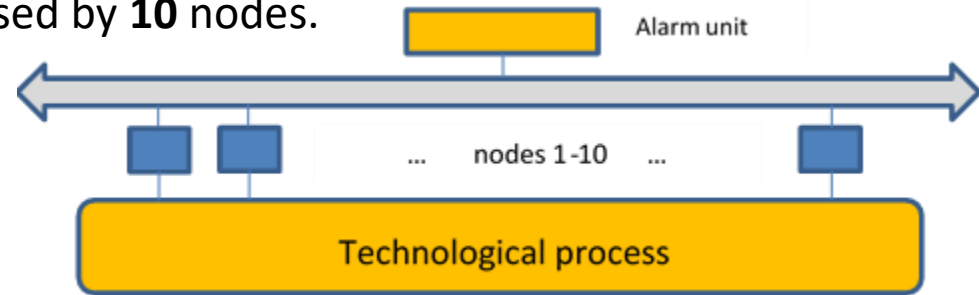 sed by 10 nodes.
Alarm unit
... nodes 1-10 ...
Technological process